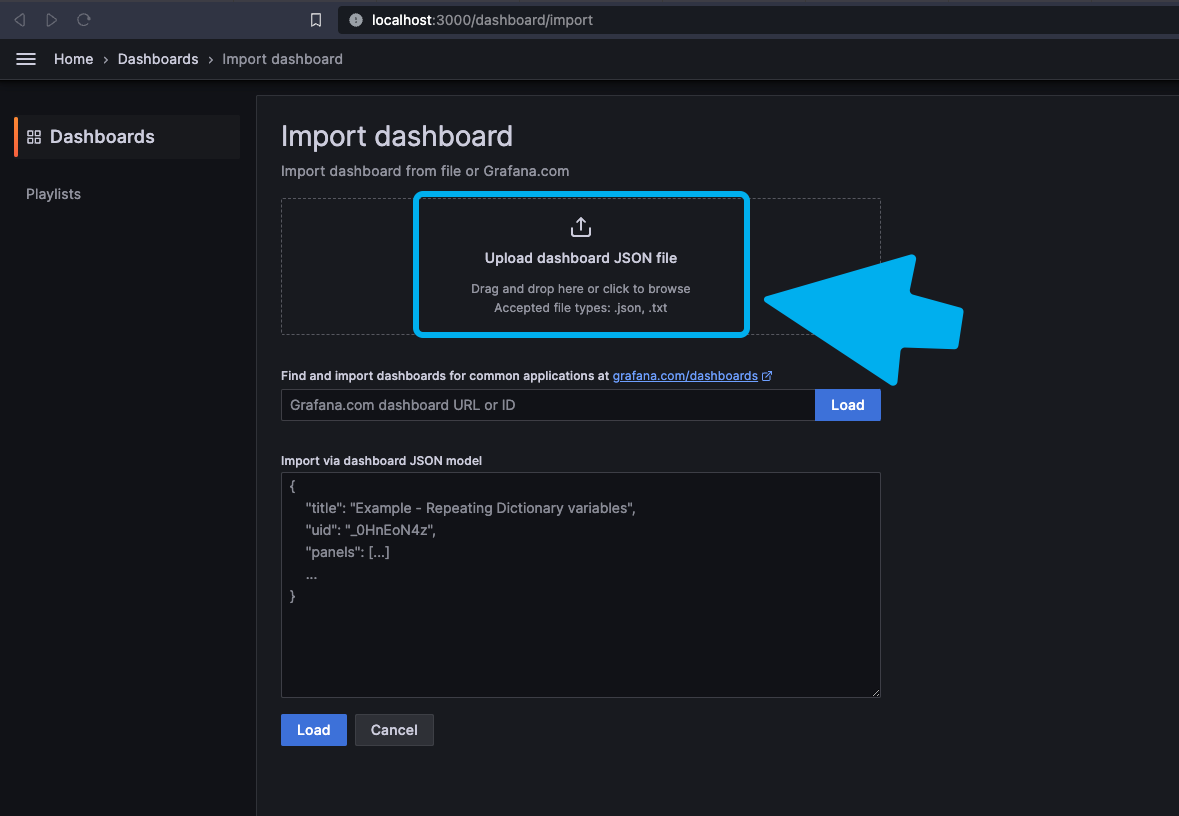 localhost:3000/dashboard/import
Home › Dashboards › Import dashboard
Dashboards
Playlists
Import dashboard
Import dashboard from file or Grafana.com
Upload dashboard JSON file
Drag and drop here or click to browse
Accepted file types: .json, .txt
Find and import dashboards for common applications at grafana.com/dashboards
Grafana.com dashboard URL or ID
Load
Import via dashboard JSON model
{
"title": "Example - Repeating Dictionary variables",
"uid": "_0HnEoN4z",
"panels": [...]
...
}
Load
Cancel